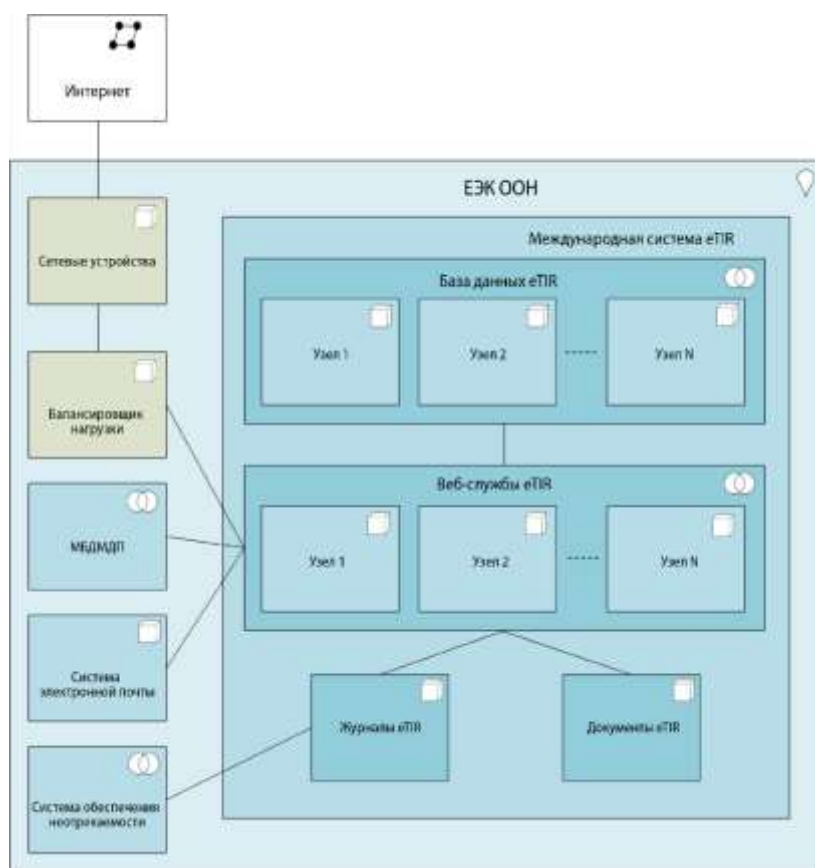 Интернет
ЕЭК ООН
Сетевые устройства
Международная система eTIR
База данных eTIR
Узел 1
Узел 2
Узел N
Балансировщик
нагрузки
Веб-службы eTIR
Узел 1
Узел 2
Узел N
МБДМДП
Система
электронной почты
Журналы eTIR
Документы eTIR
Система обеспечения
неотрекаемости